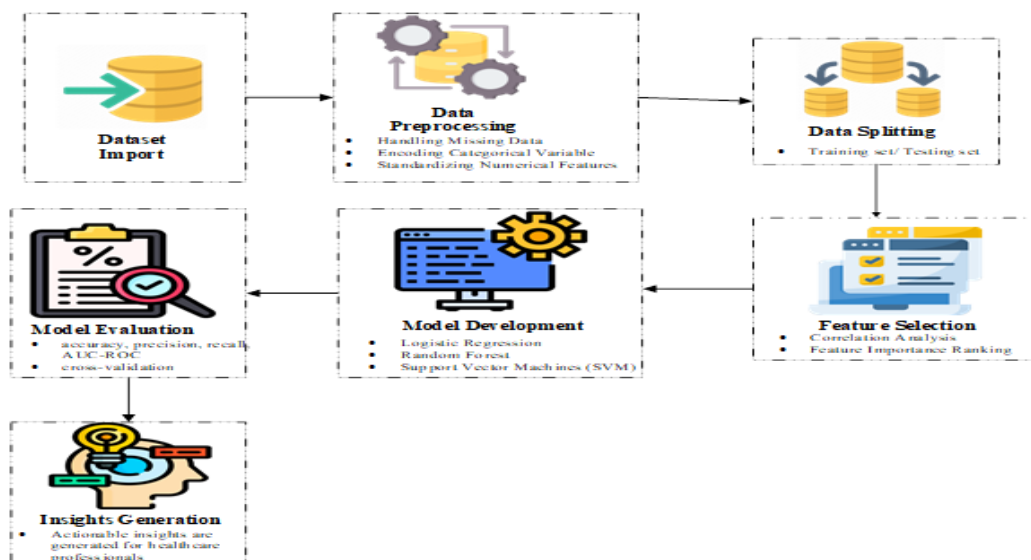 Dataset
Import
Data
Preprocessing
• Handling Missing Data
• Encoding Categorical Variable
• Standardizing Numerical Features
Data Splitting
• Training set/ Testing set
Feature Selection
• Correlation Analysis
• Feature Importance Ranking
Model Development
• Logistic Regression
• Random Forest
• Support Vector Machines (SVM)
Model Evaluation
• accuracy, precision, recall,
AUC-ROC
• cross-validation
Insights Generation
• Actionable insights are
generated for healthcare
professionals